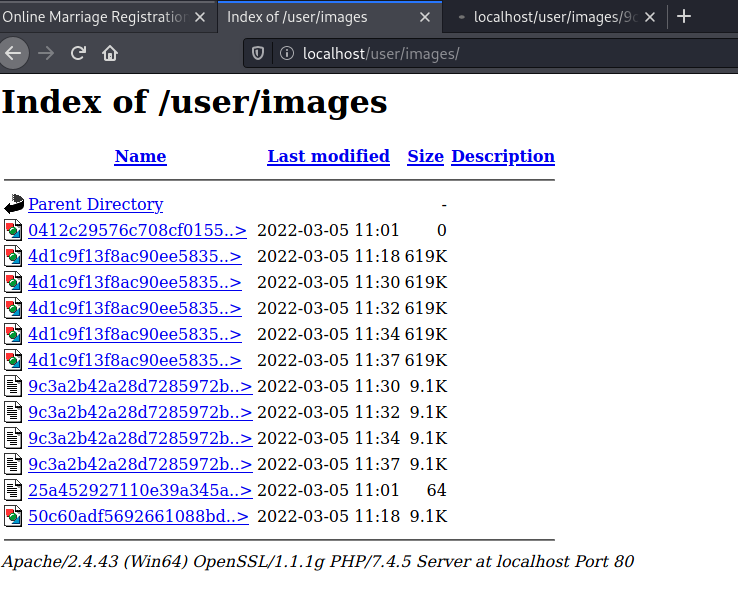 Online Marriage Registration Index of /user/images localhost/user/images/9c
localhost/user/images/
Index of /user/images
Name Last modified Size Description
Parent Directory -
0412c29576c708cf0155..> 2022-03-05 11:01 0
4d1c9f13f8ac90ee5835..> 2022-03-05 11:18 619K
4d1c9f13f8ac90ee5835..> 2022-03-05 11:30 619K
4d1c9f13f8ac90ee5835..> 2022-03-05 11:32 619K
4d1c9f13f8ac90ee5835..> 2022-03-05 11:34 619K
4d1c9f13f8ac90ee5835..> 2022-03-05 11:37 619K
9c3a2b42a28d7285972b..> 2022-03-05 11:30 9.1K
9c3a2b42a28d7285972b..> 2022-03-05 11:32 9.1K
9c3a2b42a28d7285972b..> 2022-03-05 11:34 9.1K
9c3a2b42a28d7285972b..> 2022-03-05 11:37 9.1K
25a452927110e39a345a..> 2022-03-05 11:01 64
50c60adf5692661088bd..> 2022-03-05 11:18 9.1K
Apache/2.4.43 (Win64) OpenSSL/1.1.1g PHP/7.4.5 Server at localhost Port 80